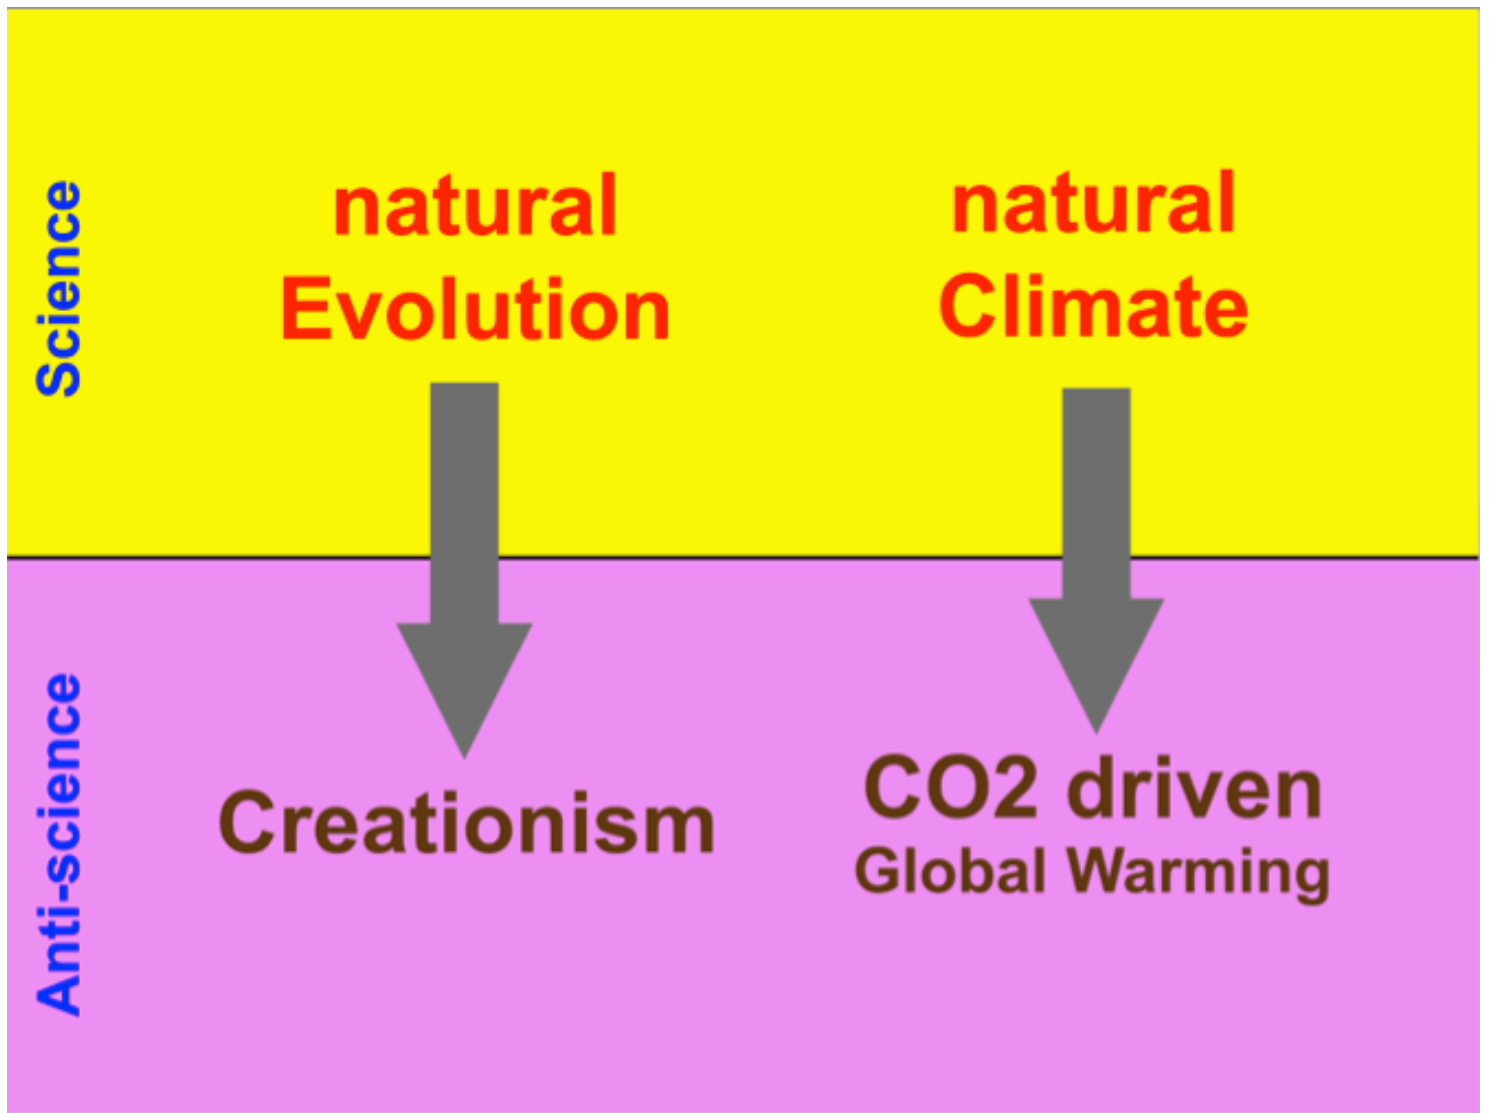 Science
natural
Evolution
natural
Climate
Anti-science
Creationism
CO2 driven
Global Warming